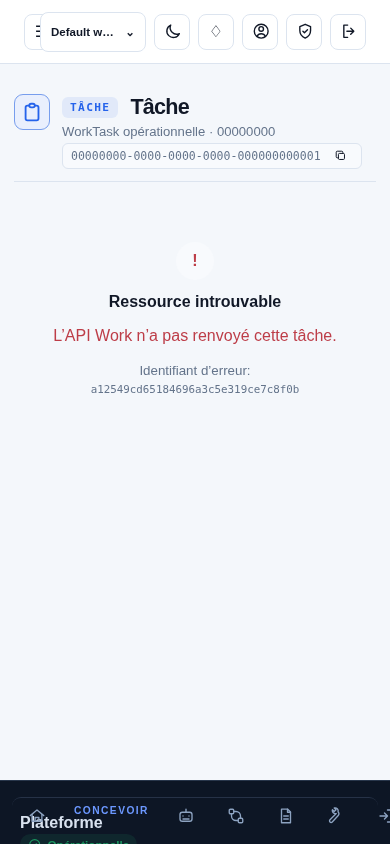 Default w…
TÂCHE
Tâche
WorkTask opérationnelle · 00000000
00000000-0000-0000-0000-000000000001
!
Ressource introuvable
L’API Work n’a pas renvoyé cette tâche.
Identifiant d’erreur:
a12549cd65184696a3c5e319ce7c8f0b
CONCEVOIR
Plateforme
Opérationnelle